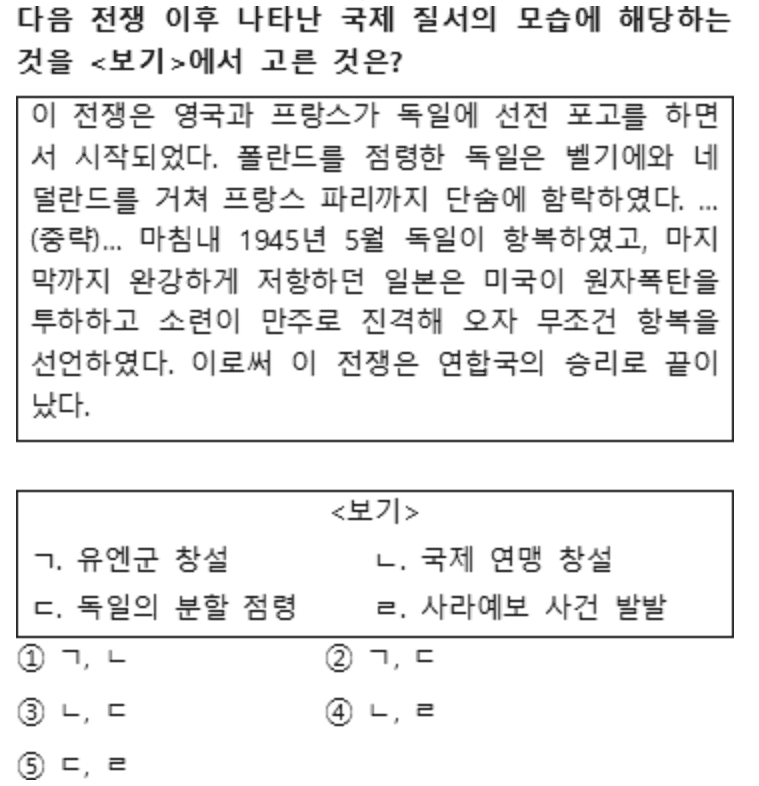 다음 전쟁 이후 나타난 국제 질서의 모습에 해당하는
것을 <보기>에서 고른 것은?
이 전쟁은 영국과 프랑스가 독일에 선전 포고를 하면
서 시작되었다. 폴란드를 점령한 독일은 벨기에와 네
덜란드를 거쳐 프랑스 파리까지 단숨에 함락하였다. ...
(중략)... 마침내 1945년 5월 독일이 항복하였고, 마지
막까지 완강하게 저항하던 일본은 미국이 원자폭탄을
투하하고 소련이 만주로 진격해 오자 무조건 항복을
선언하였다. 이로써 이 전쟁은 연합국의 승리로 끝이
났다.
<보기>
ㄱ. 유엔군 창설 ㄴ. 국제 연맹 창설
ㄷ. 독일의 분할 점령 ㄹ. 사라예보 사건 발발
① ㄱ, ㄴ ② ㄱ, ㄷ
③ ㄴ, ㄷ ④ ㄴ, ㄹ
⑤ ㄷ, ㄹ